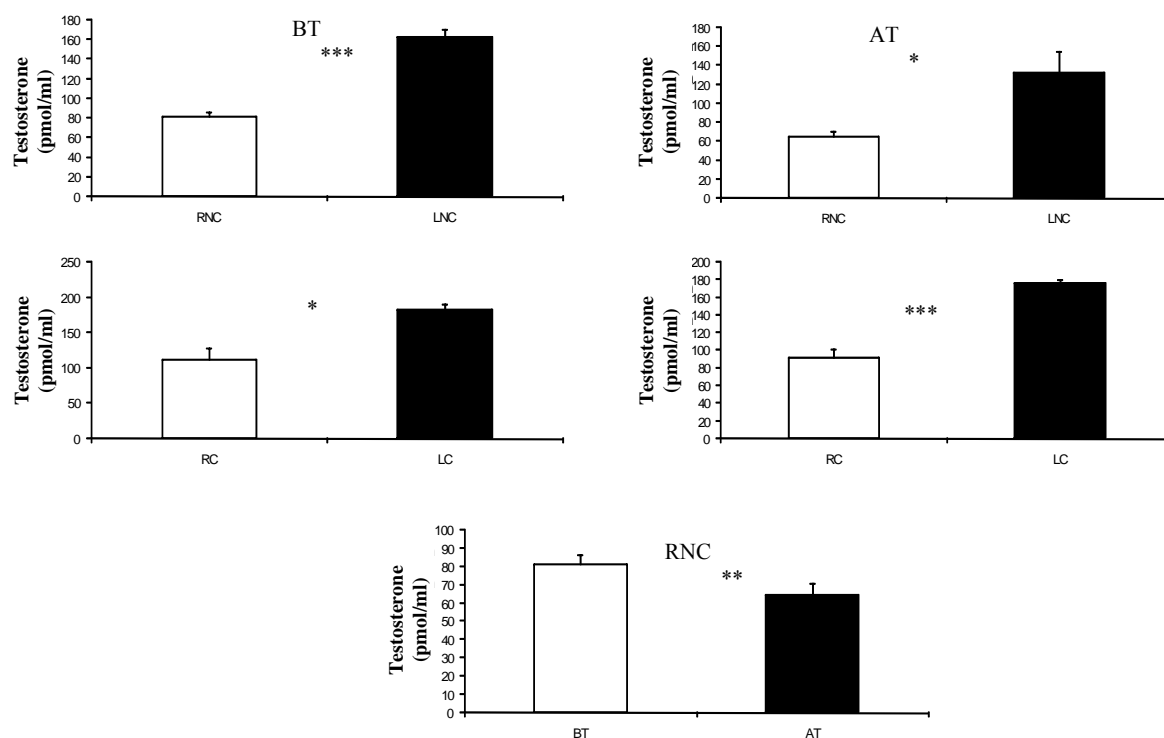 BT
Testosterone
(pmol/ml)
180
160
140
120
100
80
60
40
20
0
***
RNC
LNC
AT
Testosterone
(pmol/ml)
180
160
140
120
100
80
60
40
20
0
*
RNC
LNC
Testosterone
(pmol/ml)
250
200
150
100
50
0
*
RC
LC
Testosterone
(pmol/ml)
200
180
160
140
120
100
80
60
40
20
0
***
RC
LC
RNC
Testosterone
(pmol/ml)
100
90
80
70
60
50
40
30
20
10
0
**
BT
AT